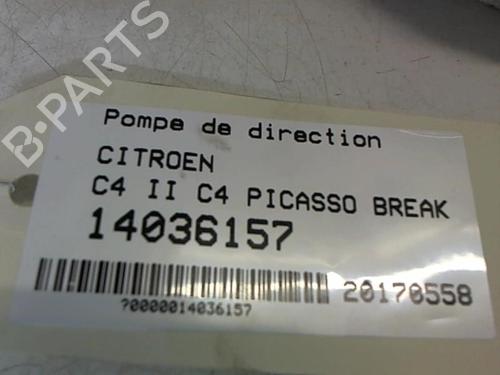 B-PARTS
Pompe de direction
CITROEN
C4 II C4 PICASSO BREAK
14036157
20170558
?0000014036157